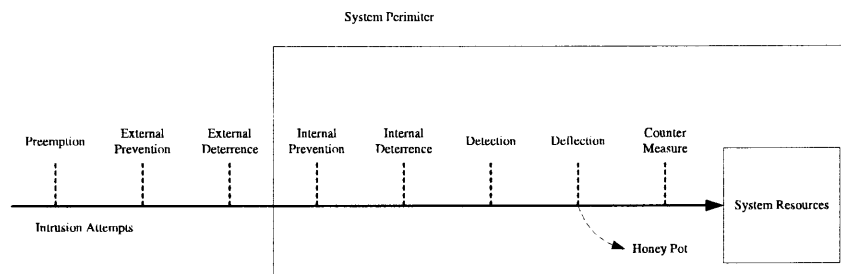 System Perimiter
Preemption
External
Prevention
External
Deterrence
Internal
Prevention
Internal
Deterrence
Detection
Deflection
Counter
Measure
System Resources
Intrusion Attempts
Honey Pot